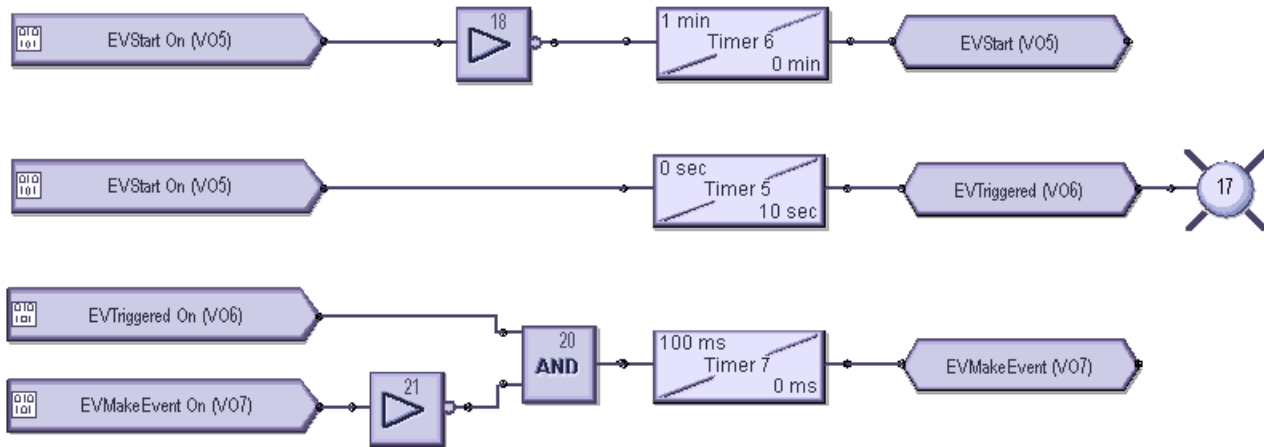 EVStart On (VO5)
18
1 min
Timer 6
0 min
EVStart (VO5)
EVStart On (VO5)
0 sec
Timer 5
10 sec
EVTriggered (VO6)
17
EVTriggered On (VO6)
20
AND
100 ms
Timer 7
0 ms
EVMakeEvent (VO7)
EVMakeEvent On (VO7)
21